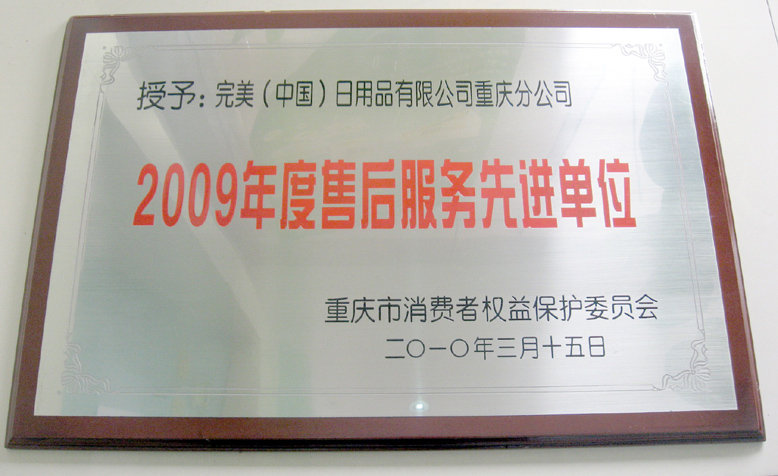 授予：完美（中国）日用品有限公司重庆分公司
2009年度售后服务先进单位
重庆市消费者权益保护委员会
二〇一〇年三月十五日